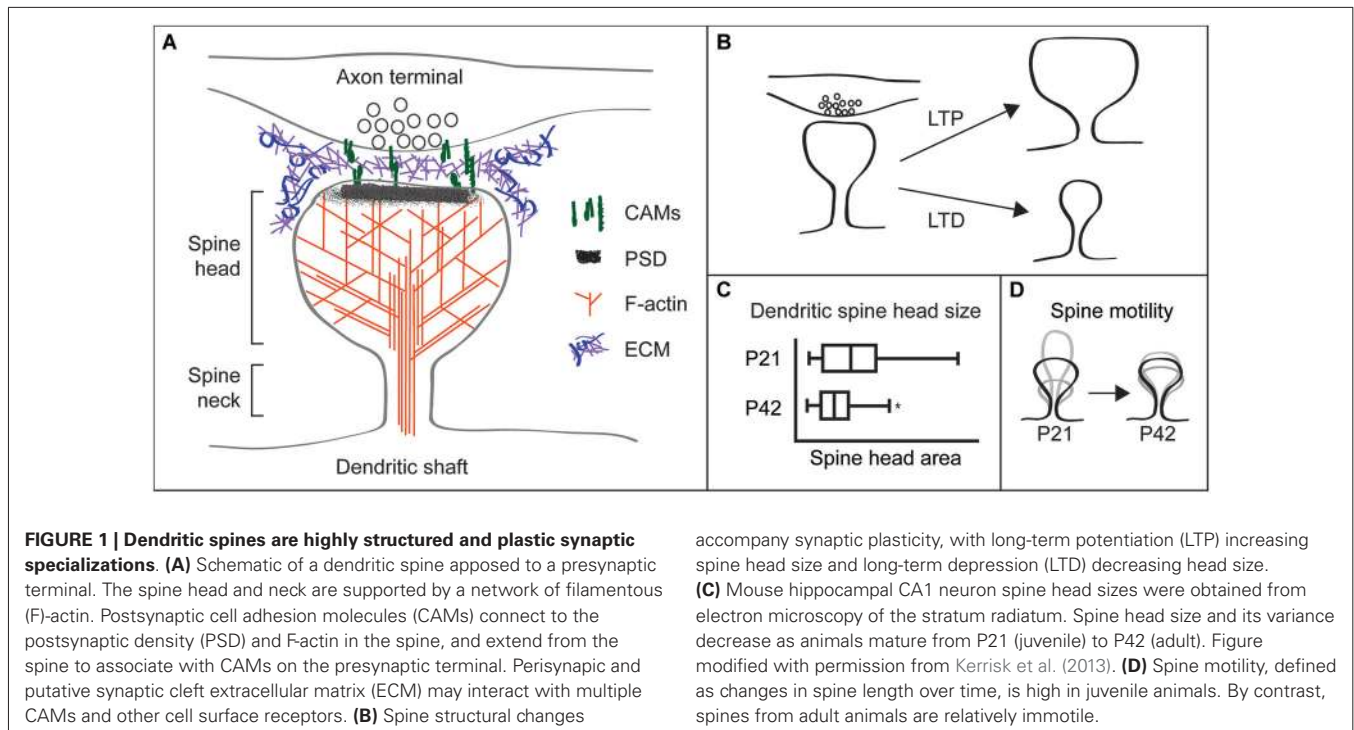 A
Axon terminal
Spine
head
Spine
neck
Dendritic shaft
CAMs
PSD
F-actin
ECM
B
LTP
LTD
C
Dendritic spine head size
P21
P42
*
Spine head area
D
Spine motility
P21
P42
FIGURE 1 | Dendritic spines are highly structured and plastic synaptic
specializations. (A) Schematic of a dendritic spine apposed to a presynaptic
terminal. The spine head and neck are supported by a network of filamentous
(F)-actin. Postsynaptic cell adhesion molecules (CAMs) connect to the
postsynaptic density (PSD) and F-actin in the spine, and extend from the
spine to associate with CAMs on the presynaptic terminal. Perisynapic and
putative synaptic cleft extracellular matrix (ECM) may interact with multiple
CAMs and other cell surface receptors. (B) Spine structural changes
accompany synaptic plasticity, with long-term potentiation (LTP) increasing
spine head size and long-term depression (LTD) decreasing head size.
(C) Mouse hippocampal CA1 neuron spine head sizes were obtained from
electron microscopy of the stratum radiatum. Spine head size and its variance
decrease as animals mature from P21 (juvenile) to P42 (adult). Figure
modified with permission from Kerrisk et al. (2013). (D) Spine motility, defined
as changes in spine length over time, is high in juvenile animals. By contrast,
spines from adult animals are relatively immotile.